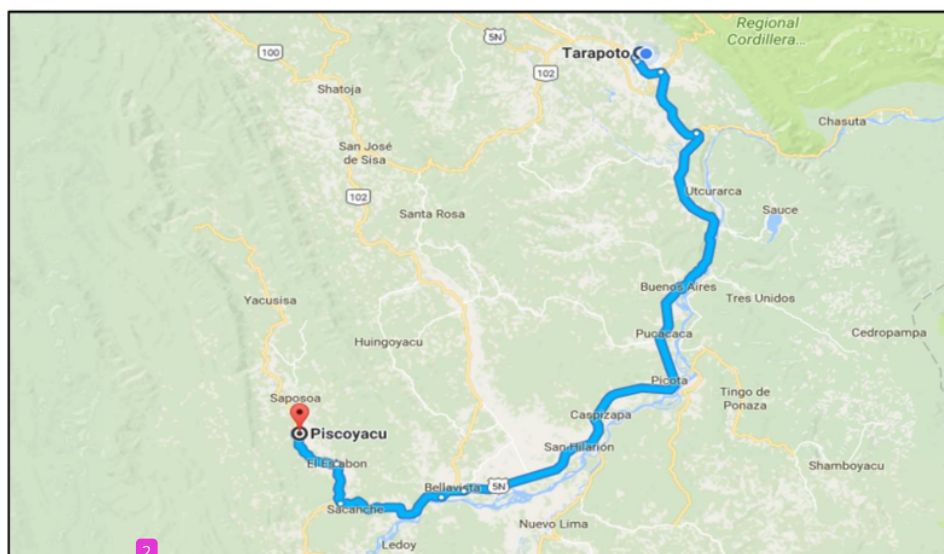 Regional
Cordillera...
5N
100
Tarapoto
102
Shatoja
Chasuta
San José
de Sisa
Utcurarca
102
Santa Rosa
Sauce
Buenos Aires
Yacusisa
Tres Unidos
Pucacaca
Cedropampa
Huingoyacu
Picota
Tingo de
Ponaza
Saposoa
Caspizapa
Piscoyacu
San Hilarión
El Eslabon
Shamboyacu
Bellavista
5N
Sacanche
Nuevo Lima
Ledoy
2